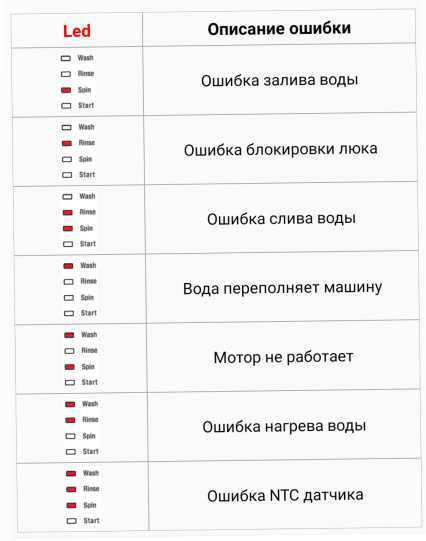 Led
Описание ошибки
Wash
Rinse
Spin
Start
Ошибка залива воды
Wash
Rinse
Spin
Start
Ошибка блокировки люка
Wash
Rinse
Spin
Start
Ошибка слива воды
Wash
Rinse
Spin
Start
Вода переполняет машину
Wash
Rinse
Spin
Start
Мотор не работает
Wash
Rinse
Spin
Start
Ошибка нагрева воды
Wash
Rinse
Spin
Start
Ошибка NTC датчика